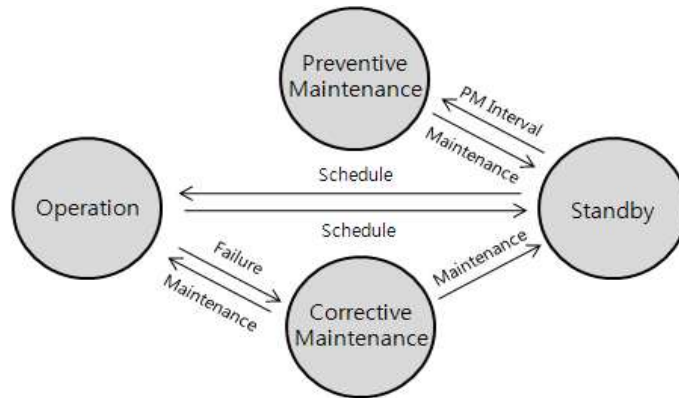 Preventive
Maintenance
PM Interval
Maintenance
Schedule
Operation
Standby
Schedule
Failure
Maintenance
Maintenance
Corrective
Maintenance